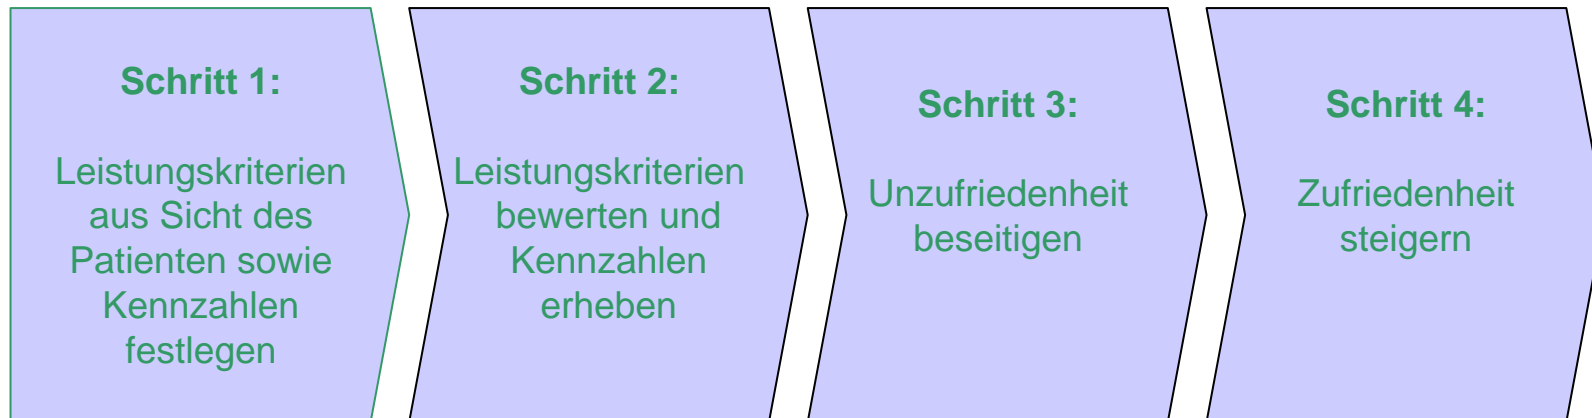 Schritt 1:
Leistungskriterien
aus Sicht des
Patienten sowie
Kennzahlen
festlegen
Schritt 2:
Leistungskriterien
bewerten und
Kennzahlen
erheben
Schritt 3:
Unzufriedenheit
beseitigen
Schritt 4:
Zufriedenheit
steigern